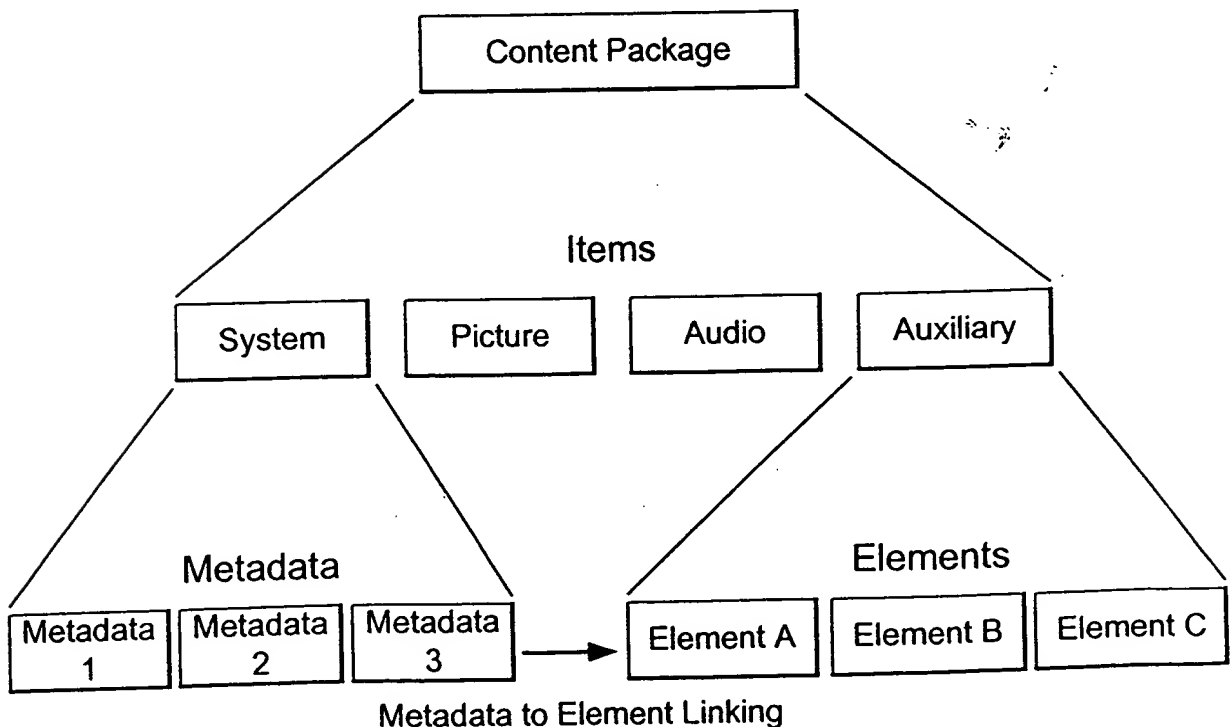 Content Package
Items
System
Picture
Audio
Auxiliary
Metadata
Elements
Metadata
1
Metadata
2
Metadata
3
Element A
Element B
Element C
Metadata to Element Linking